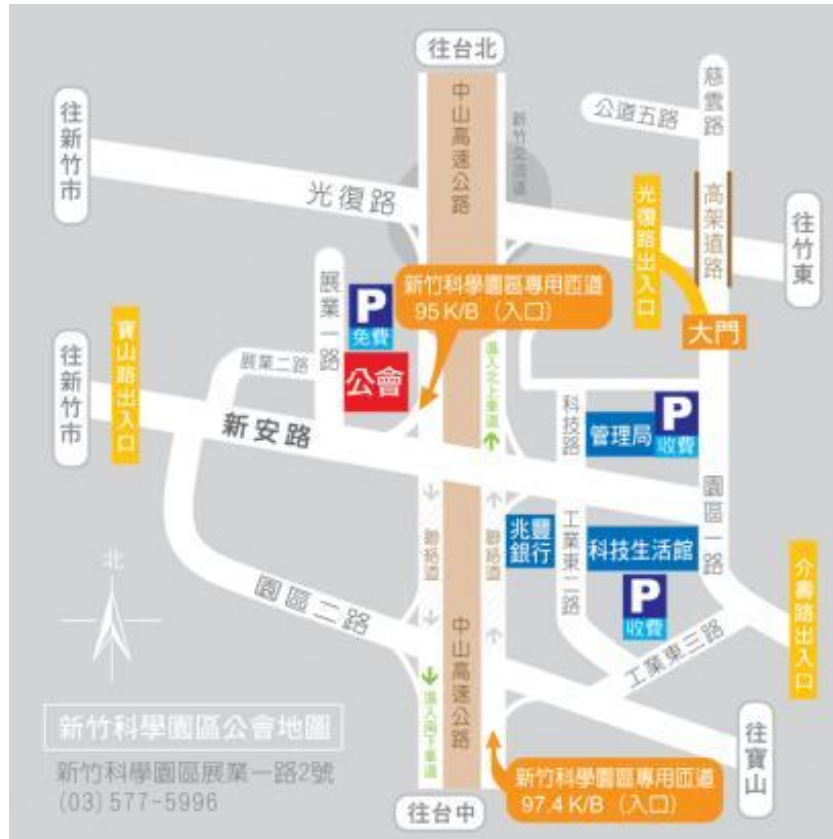 往台北
中山高速公路
新竹交流道
公道五路
慈雲路
往新竹市
光復路
光復路出入口
高架道路
往竹東
展業一路
P
免費
新竹科學園區專用匝道
95 K/B (入口)
大門
寶山路出入口
往新竹市
展業二路
公會
進入北上車道
新安路
科技路
管理局
P
收費
園區一路
聯絡道
聯絡道
兆豐
銀行
工業東二路
科技生活館
P
收費
介壽路出入口
北
園區二路
中山高速公路
工業東三路
進入南下車道
往寶山
新竹科學園區公會地圖
新竹科學園區展業一路2號
(03) 577-5996
新竹科學園區專用匝道
97.4 K/B (入口)
往台中